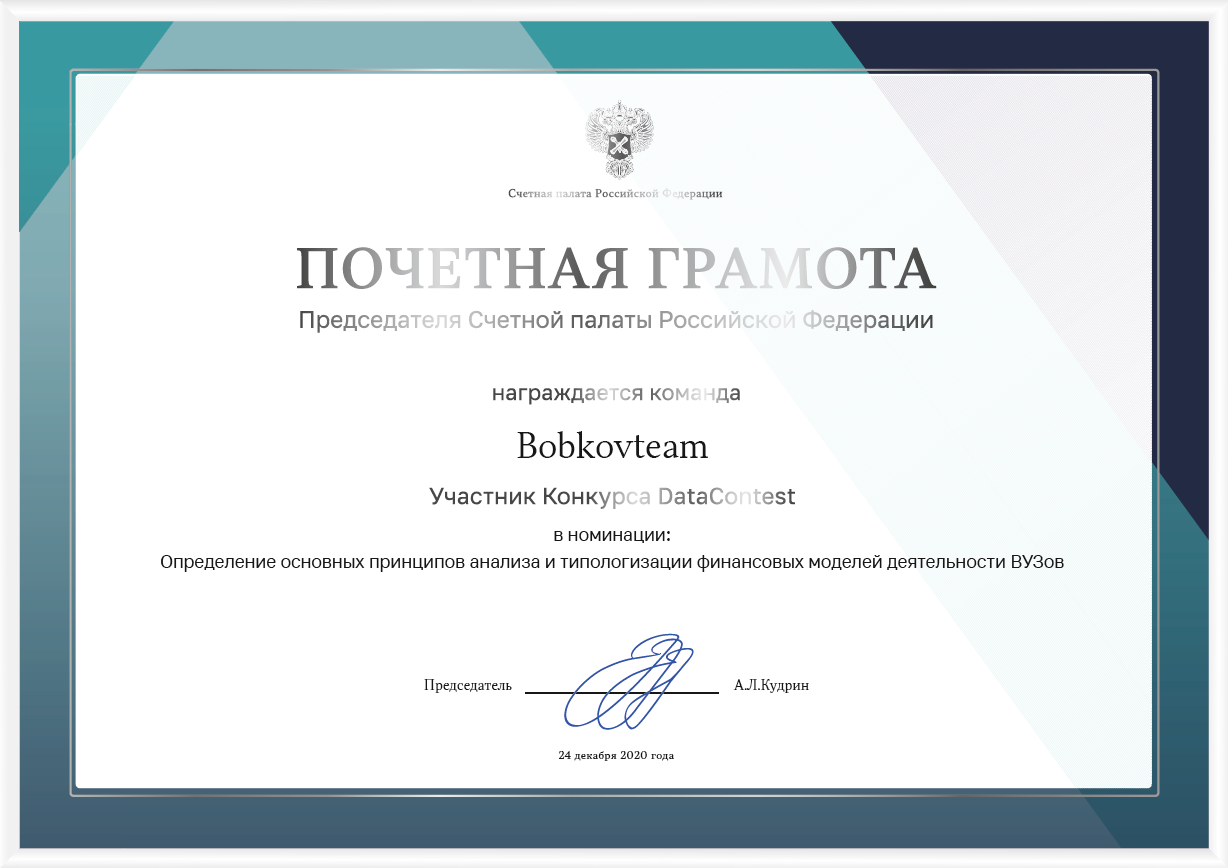 Счетная палата Российской Федерации
ПОЧЕТНАЯ ГРАМОТА
Председателя Счетной палаты Российской Федерации
награждается команда
Bobkovteam
Участник Конкурса DataContest
в номинации:
Определение основных принципов анализа и типологизации финансовых моделей деятельности ВУЗов
Председатель А.Л.Кудрин
24 декабря 2020 года